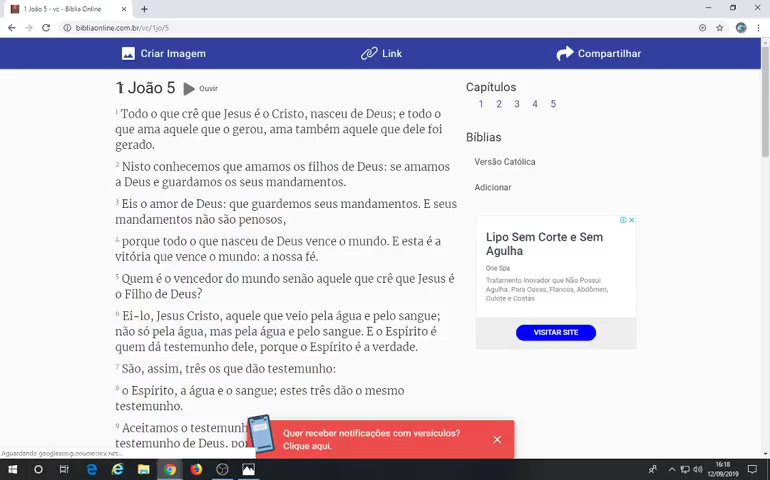 1 João 5 - vc - Bíblia Online
bibliaonline.com.br/vc/1jo/5
Criar Imagem
Link
Compartilhar
1 João 5
Ouvir
1 Todo o que crê que Jesus é o Cristo, nasceu de Deus; e todo o
que ama aquele que o gerou, ama também aquele que dele foi
gerado.
2 Nisto conhecemos que amamos os filhos de Deus: se amamos
a Deus e guardamos os seus mandamentos.
3 Eis o amor de Deus: que guardemos seus mandamentos. E seus
mandamentos não são penosos,
4 porque todo o que nasceu de Deus vence o mundo. E esta é a
vitória que vence o mundo: a nossa fé.
5 Quem é o vencedor do mundo senão aquele que crê que Jesus é
o Filho de Deus?
6 Ei-lo, Jesus Cristo, aquele que veio pela água e pelo sangue;
não só pela água, mas pela água e pelo sangue. E o Espírito é
quem dá testemunho dele, porque o Espírito é a verdade.
7 São, assim, três os que dão testemunho:
8 o Espírito, a água e o sangue; estes três dão o mesmo
testemunho.
9 Aceitamos o testemunh
testemunho de Deus, por
Capítulos
1 2 3 4 5
Bíblias
Versão Católica
Adicionar
Lipo Sem Corte e Sem
Agulha
One Spa
Tratamento Inovador que Não Possui
Agulha. Para Coxas, Flancos, Abdômen,
Culote e Costas
VISITAR SITE
Quer receber notificações com versículos?
Clique aqui.
Aguardando
16:18
12/09/2019